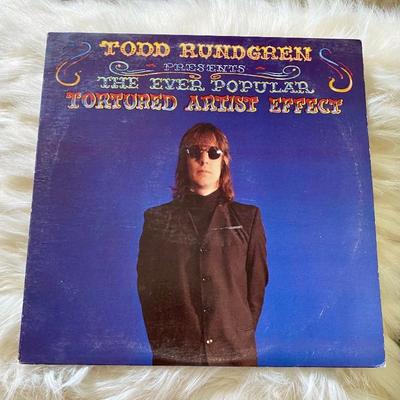 TODD RUNDGREN
PRESENTS
THE EVER POPULAR
TORTURED ARTIST EFFECT